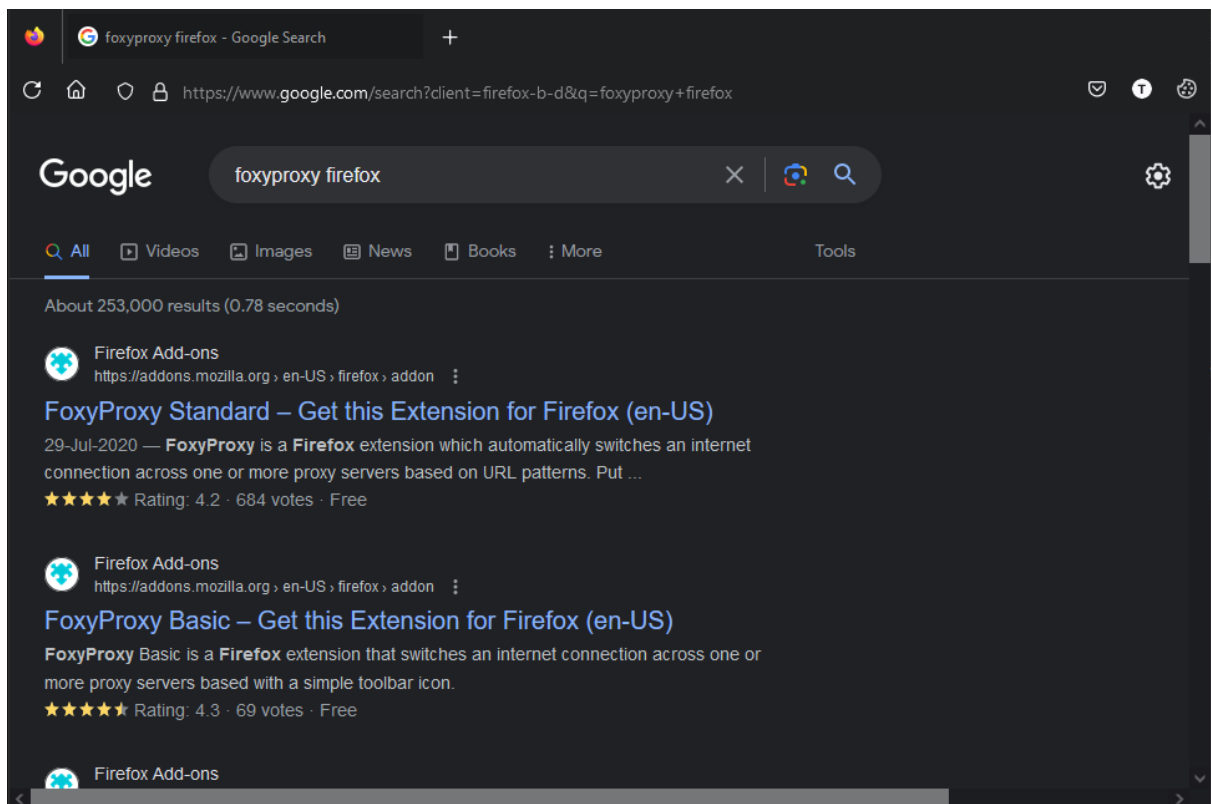 foxyproxy firefox - Google Search
https://www.google.com/search?client=firefox-b-d&q=foxyproxy+firefox
T
Google
foxyproxy firefox
All Videos Images News Books More Tools
About 253,000 results (0.78 seconds)
Firefox Add-ons
https://addons.mozilla.org › en-US › firefox › addon
FoxyProxy Standard – Get this Extension for Firefox (en-US)
29-Jul-2020 — FoxyProxy is a Firefox extension which automatically switches an internet
connection across one or more proxy servers based on URL patterns. Put ...
Rating: 4.2 · 684 votes · Free
Firefox Add-ons
https://addons.mozilla.org › en-US › firefox › addon
FoxyProxy Basic – Get this Extension for Firefox (en-US)
FoxyProxy Basic is a Firefox extension that switches an internet connection across one or
more proxy servers based with a simple toolbar icon.
Rating: 4.3 · 69 votes · Free
Firefox Add-ons